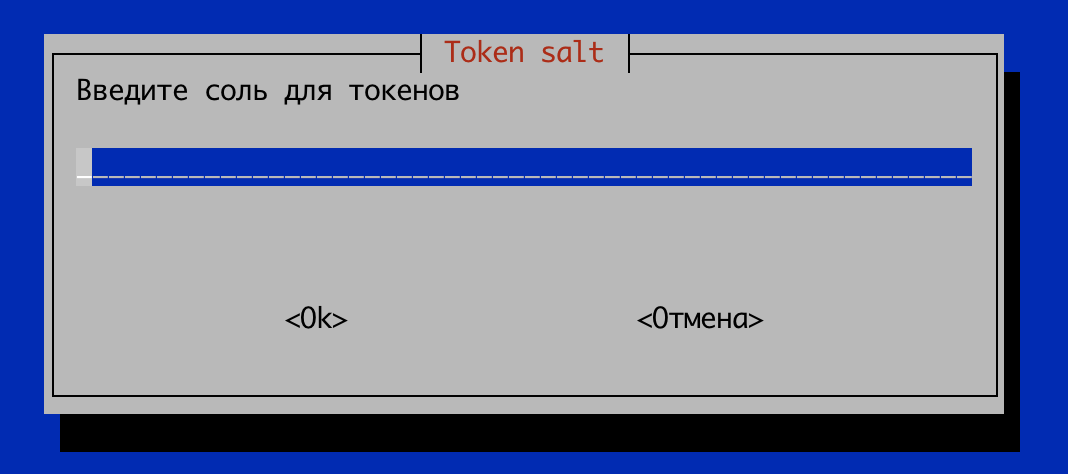 Token salt
Введите соль для токенов
<Ok>
<Отмена>